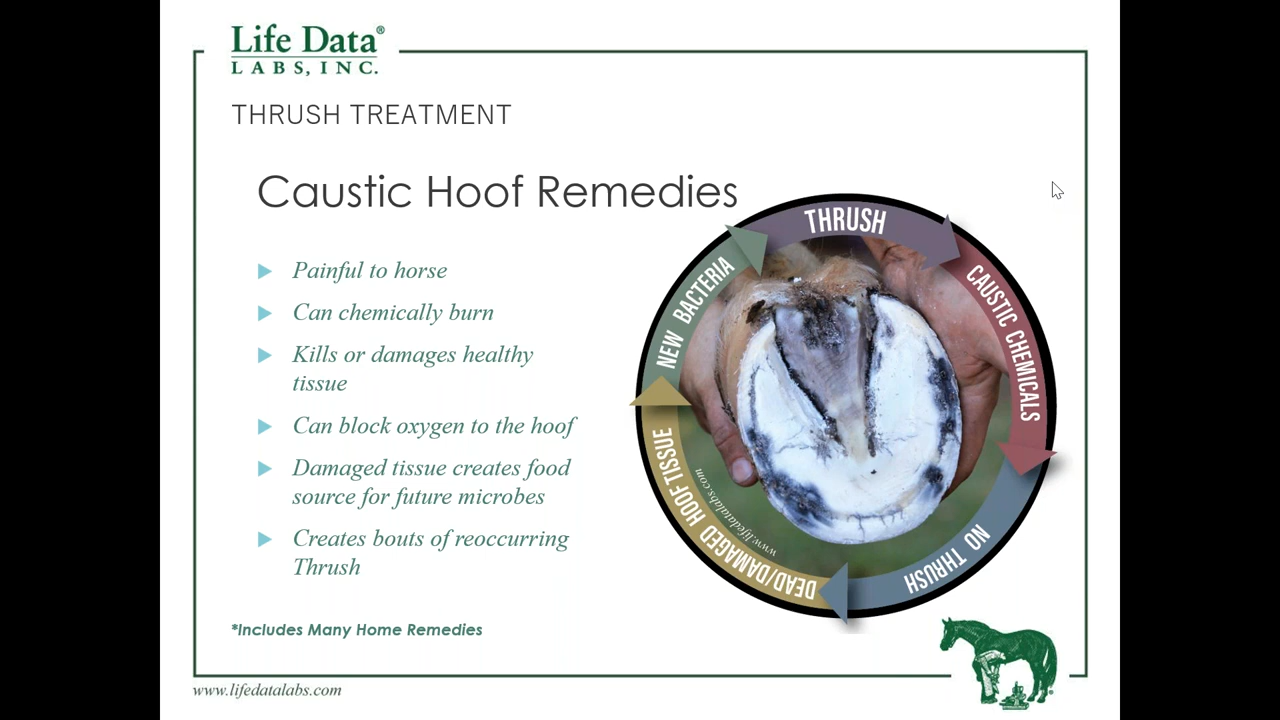 Life Data®
LABS, INC.
THRUSH TREATMENT
Caustic Hoof Remedies
Painful to horse
Can chemically burn
Kills or damages healthy
tissue
Can block oxygen to the hoof
Damaged tissue creates food
source for future microbes
Creates bouts of reoccurring
Thrush
*Includes Many Home Remedies
THRUSH
CAUSTIC CHEMICALS
NO THRUSH
DEAD/DAMAGED HOOF TISSUE
NEW BACTERIA
www.lifedatalabs.com
www.lifedatalabs.com